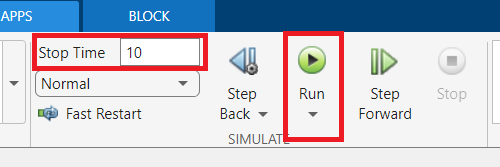 APPS
BLOCK
Stop Time 10
Normal
Fast Restart
Step Back
Run
Step Forward
Stop
SIMULATE